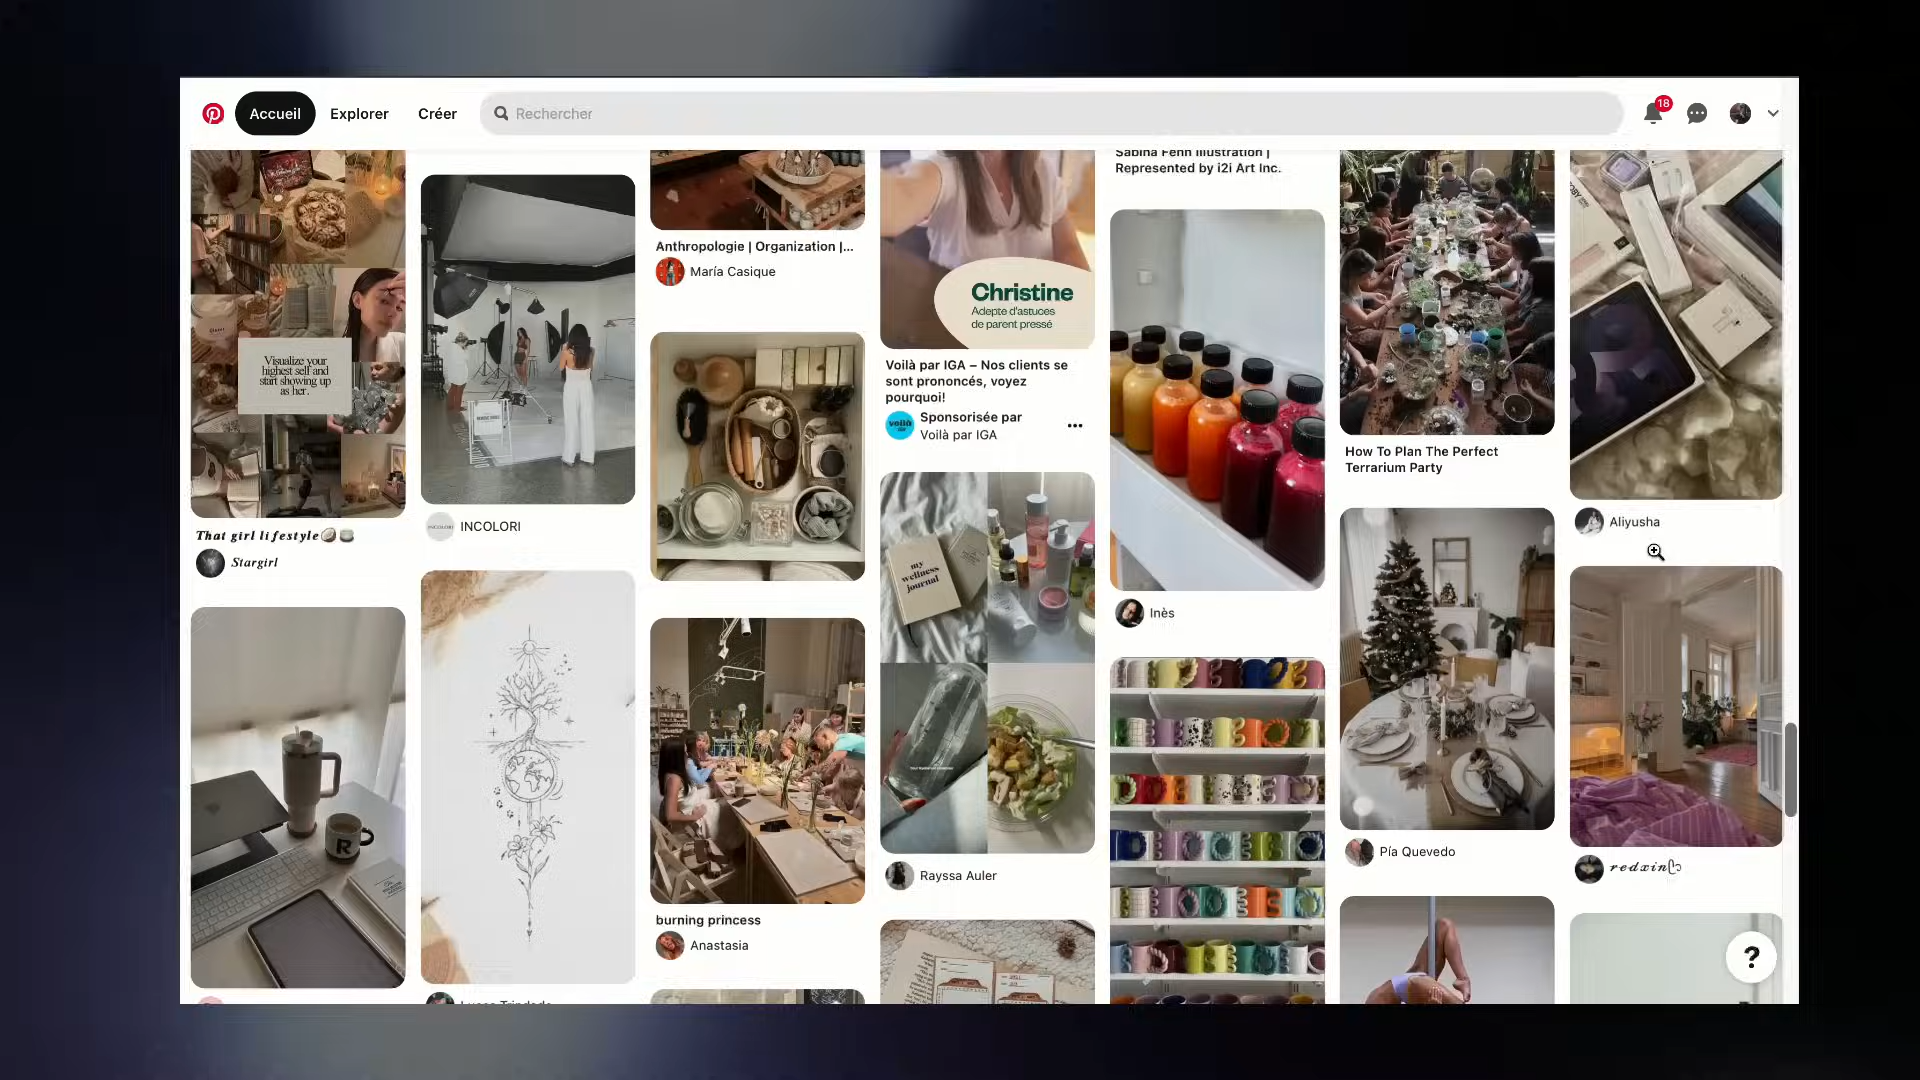 Accueil
Explorer
Créer
Rechercher
18
Visualize your
highest self and
start showing up
as her.
That girl lifestyle
Stargirl
INCOLORI
INCOLORI
Anthropologie | Organization |...
María Casique
burning princess
Anastasia
Christine
Adepte d'astuces
de parent pressé
Voilà par IGA – Nos clients se
sont prononcés, voyez
pourquoi!
voilà
Sponsorisée par
Voilà par IGA
my
wellness
journal
Rayssa Auler
Sabina Fenn Illustration |
Represented by i2i Art Inc.
Inès
How To Plan The Perfect
Terrarium Party
Pía Quevedo
Aliyusha
redxin
R
?